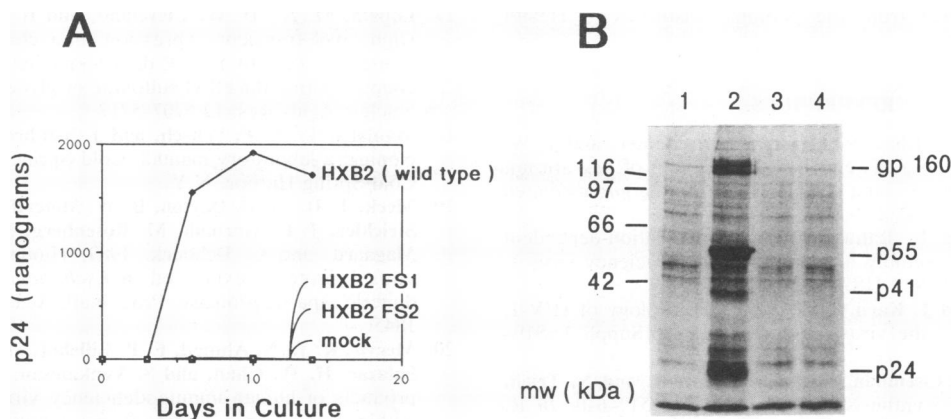 A
p24 (nanograms)
2000
1000
0
0
10
20
HXB2 ( wild type )
HXB2 FS1
HXB2 FS2
mock
Days in Culture
B
1 2 3 4
116
97
66
42
mw ( kDa )
gp 160
p55
p41
p24